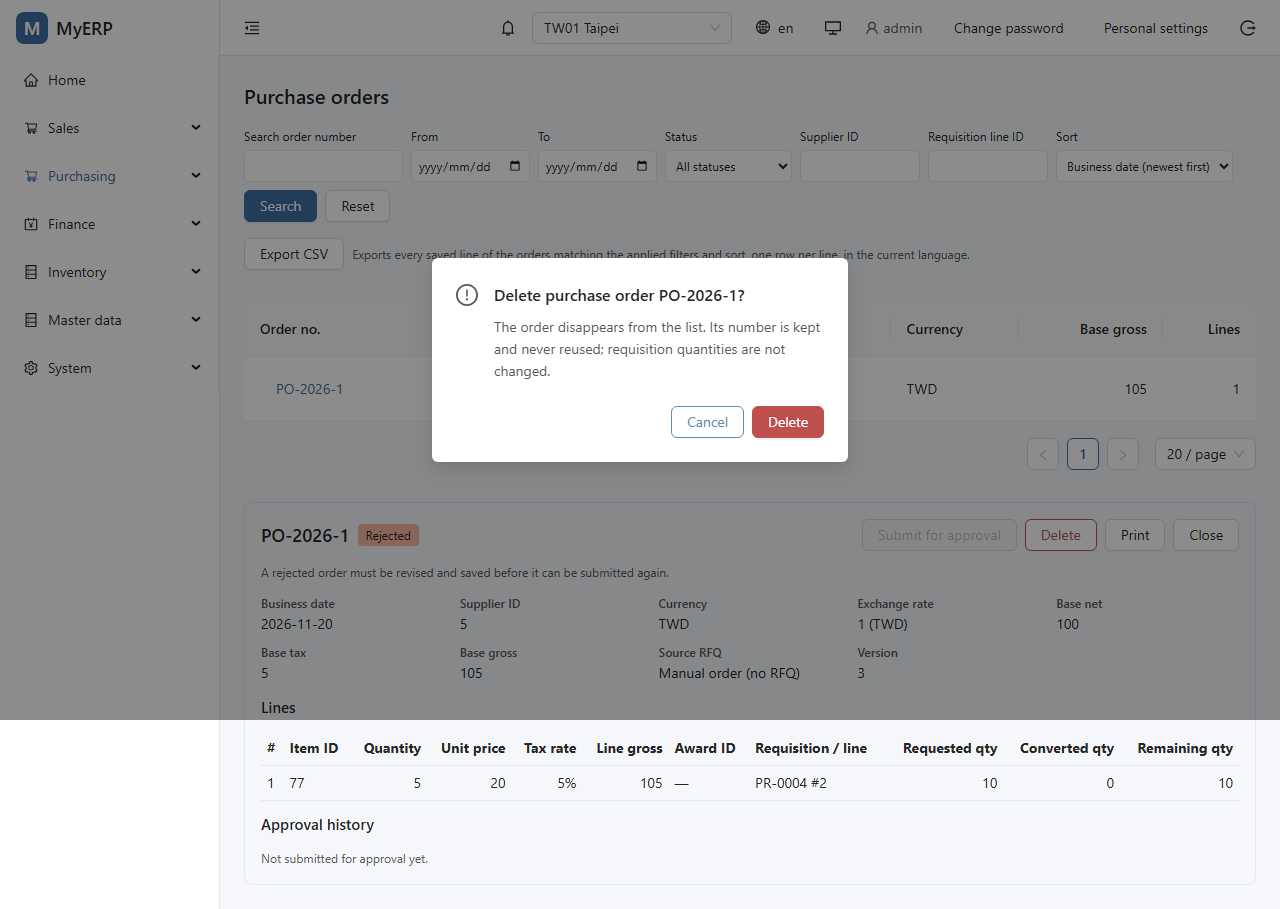 M MyERP
TW01 Taipei
en
admin
Change password
Personal settings
Home
Sales
Purchasing
Finance
Inventory
Master data
System
Purchase orders
Search order number From To Status Supplier ID Requisition line ID Sort
yyyy/mm/dd yyyy/mm/dd All statuses Business date (newest first)
Search Reset
Export CSV Exports every saved line of the orders matching the applied filters and sort, one row per line, in the current language.
Delete purchase order PO-2026-1?
The order disappears from the list. Its number is kept
and never reused; requisition quantities are not
changed.
Cancel Delete
Order no. Currency Base gross Lines
PO-2026-1 TWD 105 1
< 1 > 20 / page
PO-2026-1 Rejected Submit for approval Delete Print Close
A rejected order must be revised and saved before it can be submitted again.
Business date Supplier ID Currency Exchange rate Base net
2026-11-20 5 TWD 1 (TWD) 100
Base tax Base gross Source RFQ Version
5 105 Manual order (no RFQ) 3
Lines
# Item ID Quantity Unit price Tax rate Line gross Award ID Requisition / line Requested qty Converted qty Remaining qty
1 77 5 20 5% 105 — PR-0004 #2 10 0 10
Approval history
Not submitted for approval yet.